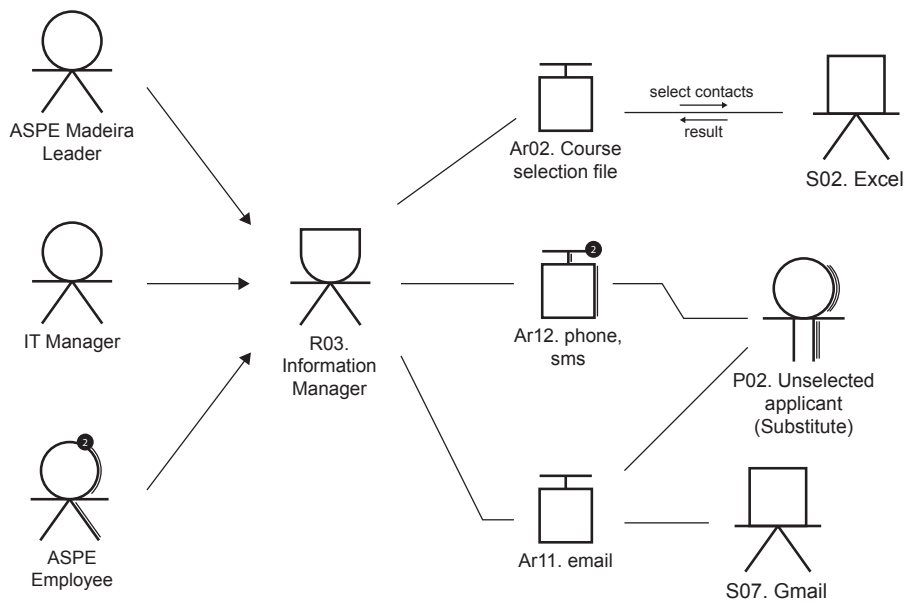 ASPE Madeira
Leader
IT Manager
2
ASPE
Employee
R03.
Information
Manager
Ar02. Course
selection file
select contacts
result
S02. Excel
2
Ar12. phone,
sms
P02. Unselected
applicant
(Substitute)
Ar11. email
S07. Gmail